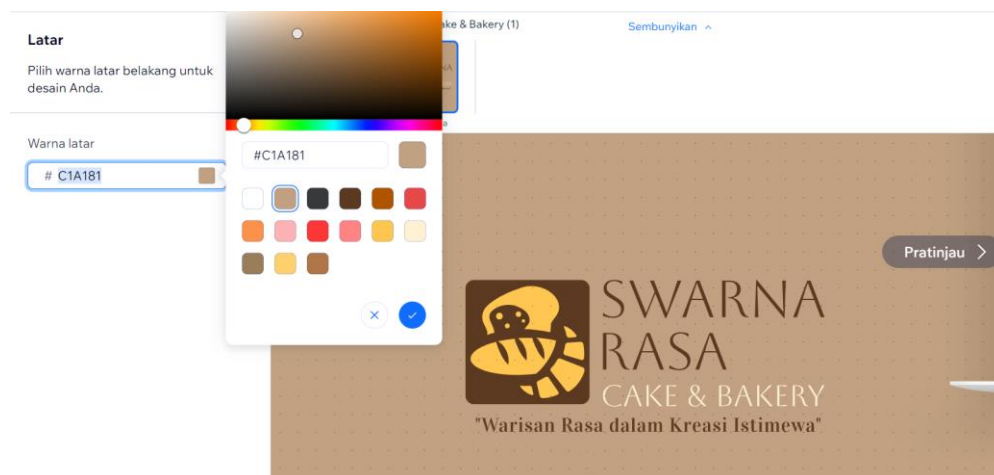 Latar
Pilih warna latar belakang untuk
desain Anda.
Warna latar
# C1A181
#C1A181
& Bakery (1)
Sembunyikan
Pratinjau
SWARNA
RASA
CAKE & BAKERY
"Warisan Rasa dalam Kreasi Istimewa"